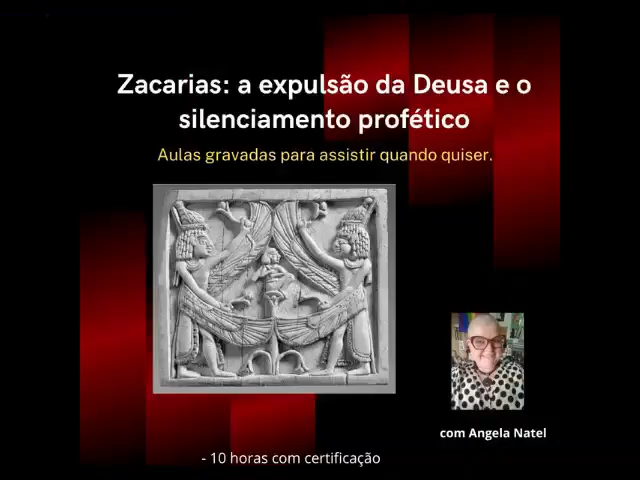 Zacarias: a expulsão da Deusa e o
silenciamento profético
Aulas gravadas para assistir quando quiser.
com Angela Natel
- 10 horas com certificação